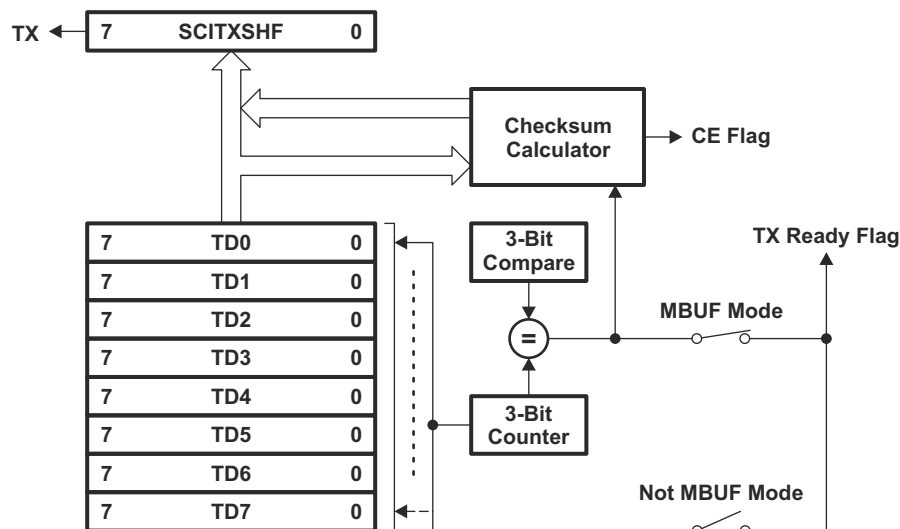 TX 7 SCITXSHF 0
Checksum
Calculator
CE Flag
7 TD0 0
7 TD1 0
7 TD2 0
7 TD3 0
7 TD4 0
7 TD5 0
7 TD6 0
7 TD7 0
3-Bit
Compare
=
3-Bit
Counter
TX Ready Flag
MBUF Mode
Not MBUF Mode